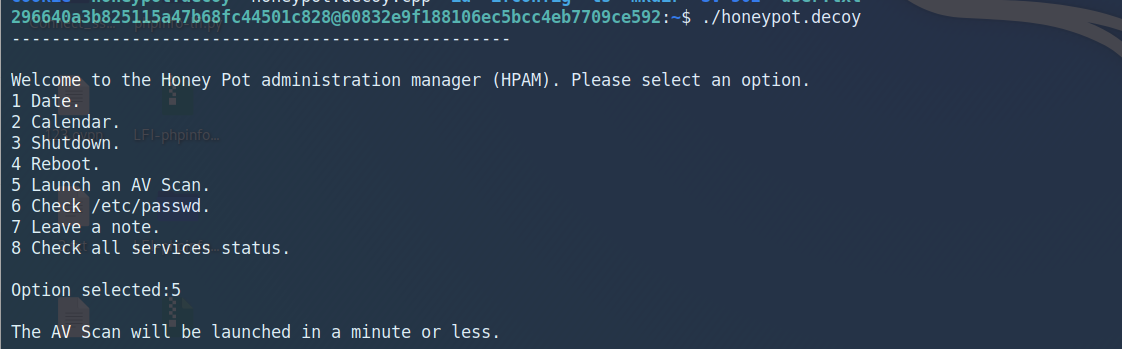 296640a3b825115a47b68fc44501c828@60832e9f188106ec5bcc4eb7709ce592:~$ ./honeypot.decoy
--------------------------------------------------
Welcome to the Honey Pot administration manager (HPAM). Please select an option.
1 Date.
2 Calendar.
3 Shutdown.
4 Reboot.
5 Launch an AV Scan.
6 Check /etc/passwd.
LFI-phpinfo...
7 Leave a note.
8 Check all services status.
Option selected:5
The AV Scan will be launched in a minute or less.